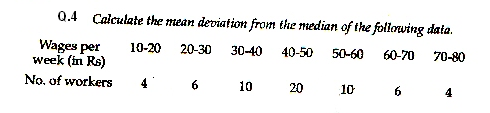 Q.4 Calculate the mean deviation from the median of the following data.
Wages per week (in Rs) 10-20 20-30 30-40 40-50 50-60 60-70 70-80
No. of workers 4 6 10 20 10 6 4